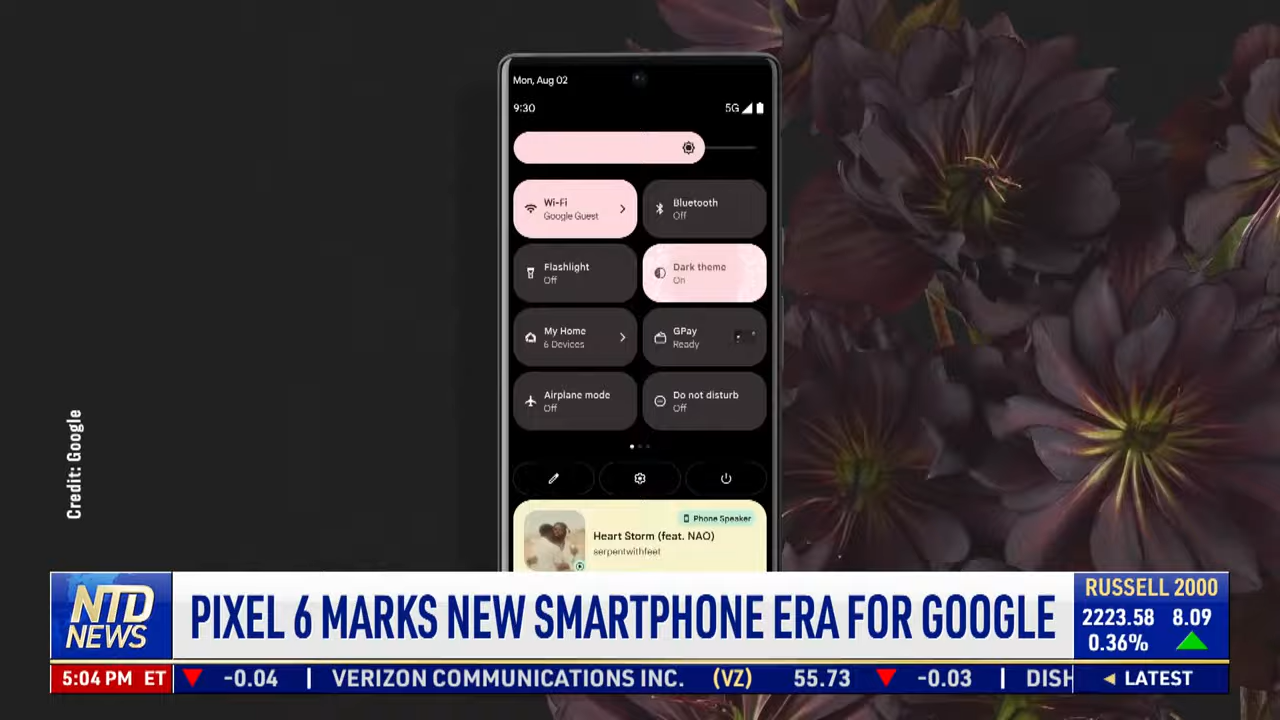 Mon, Aug 02
9:30
5G
Wi-Fi
Google Guest
Bluetooth
Off
Flashlight
Off
Dark theme
On
My Home
6 Devices
GPay
Ready
Airplane mode
Off
Do not disturb
Off
Phone Speaker
Heart Storm (feat. NAO)
serpentwithfeet
Credit: Google
NTD
NEWS
PIXEL 6 MARKS NEW SMARTPHONE ERA FOR GOOGLE
RUSSELL 2000
2223.58 8.09
0.36%
5:04 PM ET
-0.04 | VERIZON COMMUNICATIONS INC. (VZ) 55.73 -0.03 | DISH
LATEST